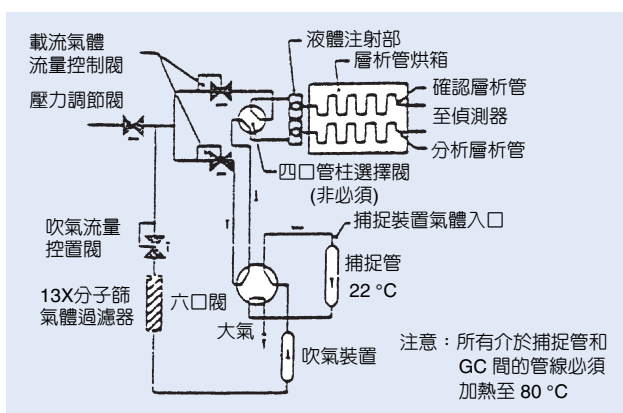 載流氣體
流量控制閥
壓力調節閥
液體注射部
層析管烘箱
確認層析管
至偵測器
分析層析管
四口管柱選擇閥
(非必須)
捕捉裝置氣體入口
吹氣流量
控置閥
捕捉管
22 °C
13X分子篩
氣體過濾器
六口閥
大氣
吹氣裝置
注意：所有介於捕捉管和
GC 間的管線必須
加熱至 80 °C